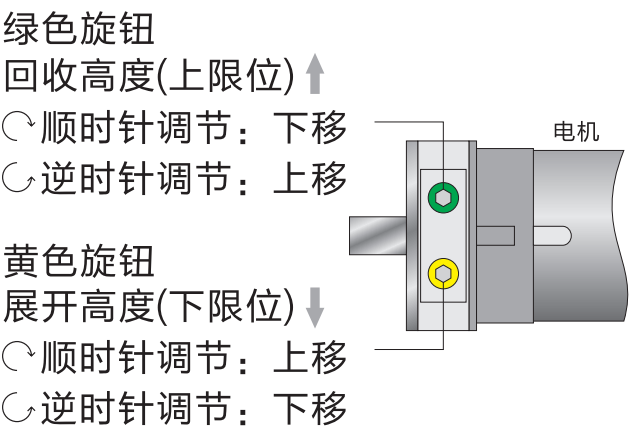 绿色旋钮
回收高度(上限位)
顺时针调节：下移
逆时针调节：上移
电机
黄色旋钮
展开高度(下限位)
顺时针调节：上移
逆时针调节：下移